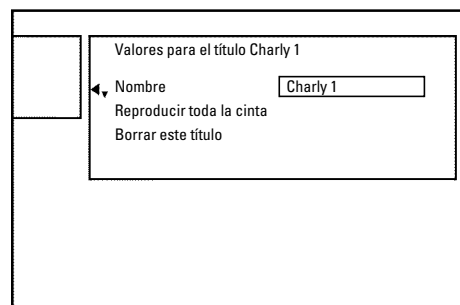 Valores para el título Charly 1
Nombre Charly 1
Reproducir toda la cinta
Borrar este título